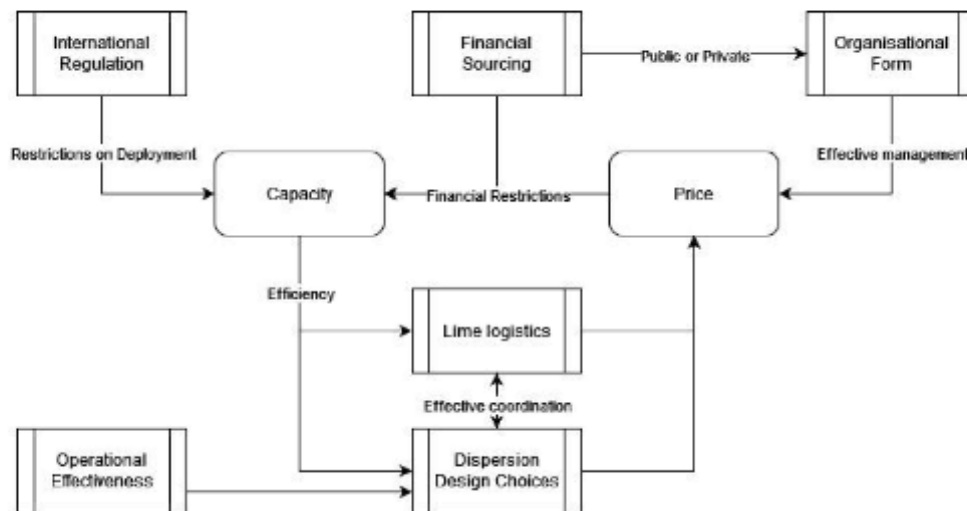 International
Regulation
Financial
Sourcing
Public or Private
Organisational
Form
Restrictions on Deployment
Effective management
Capacity
Financial Restrictions
Price
Efficiency
Lime logistics
Effective coordination
Operational
Effectiveness
Dispersion
Design Choices